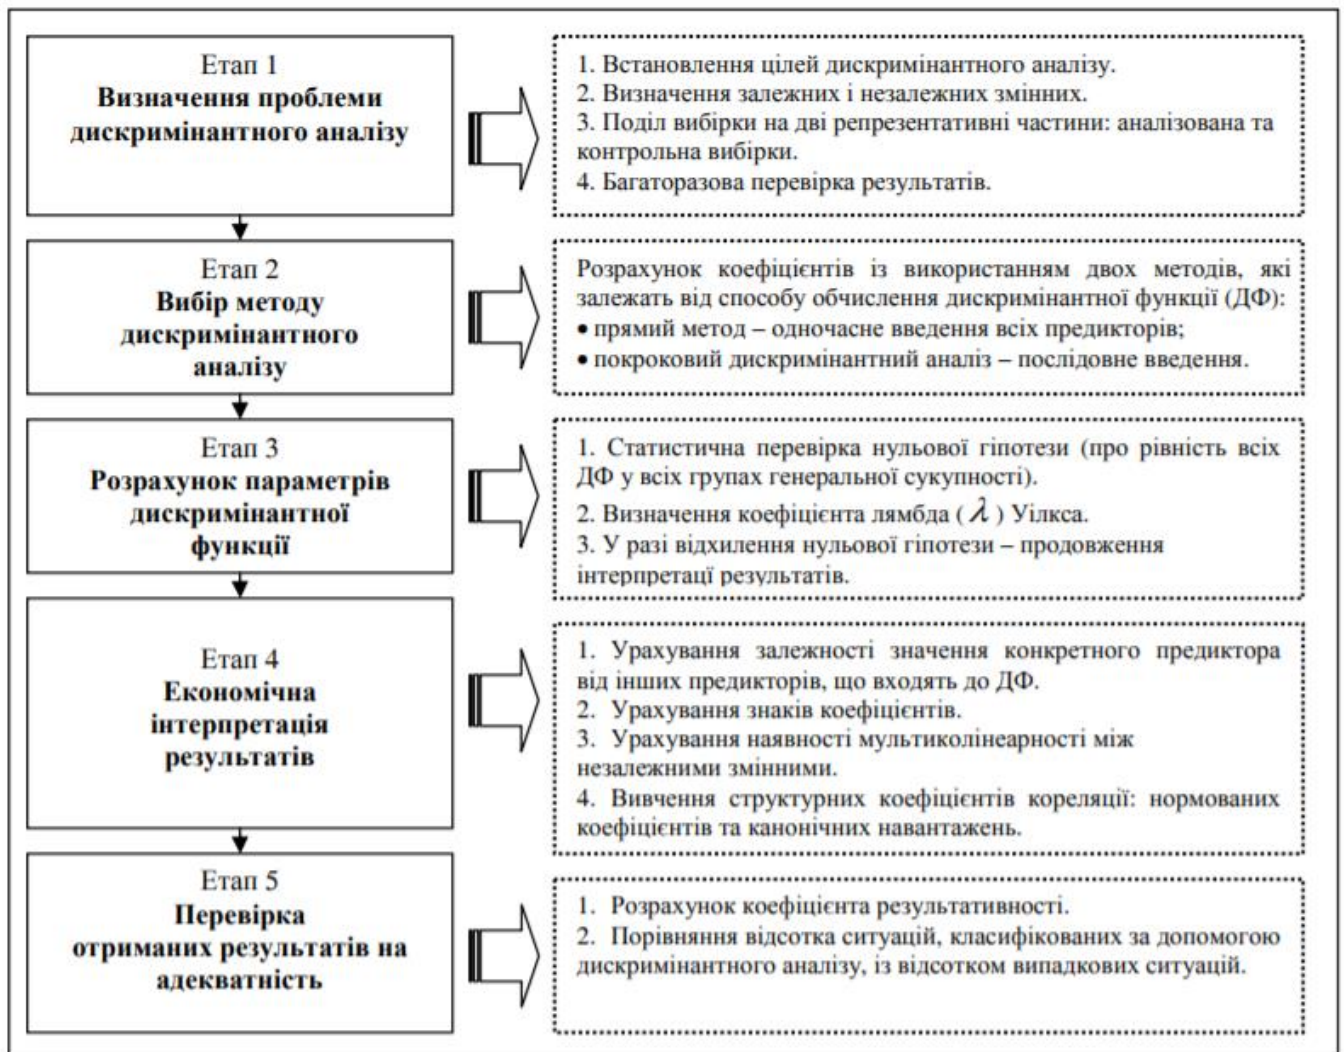 Етап 1
Визначення проблеми
дискримінантного аналізу
1. Встановлення цілей дискримінантного аналізу.
2. Визначення залежних і незалежних змінних.
3. Поділ вибірки на дві репрезентативні частини: аналізована та
контрольна вибірки.
4. Багаторазова перевірка результатів.
Етап 2
Вибір методу
дискримінантного
аналізу
Розрахунок коефіцієнтів із використанням двох методів, які
залежать від способу обчислення дискримінантної функції (ДФ):
• прямий метод – одночасне введення всіх предикторів;
• покроковий дискримінантний аналіз – послідовне введення.
Етап 3
Розрахунок параметрів
дискримінантної
функції
1. Статистична перевірка нульової гіпотези (про рівність всіх
ДФ у всіх групах генеральної сукупності).
2. Визначення коефіцієнта лямбда ( λ ) Уілкса.
3. У разі відхилення нульової гіпотези – продовження
інтерпретації результатів.
Етап 4
Економічна
інтерпретація
результатів
1. Урахування залежності значення конкретного предиктора
від інших предикторів, що входять до ДФ.
2. Урахування знаків коефіцієнтів.
3. Урахування наявності мультиколінеарності між
незалежними змінними.
4. Вивчення структурних коефіцієнтів кореляції: нормованих
коефіцієнтів та канонічних навантажень.
Етап 5
Перевірка
отриманих результатів на
адекватність
1. Розрахунок коефіцієнта результативності.
2. Порівняння відсотка ситуацій, класифікованих за допомогою
дискримінантного аналізу, із відсотком випадкових ситуацій.